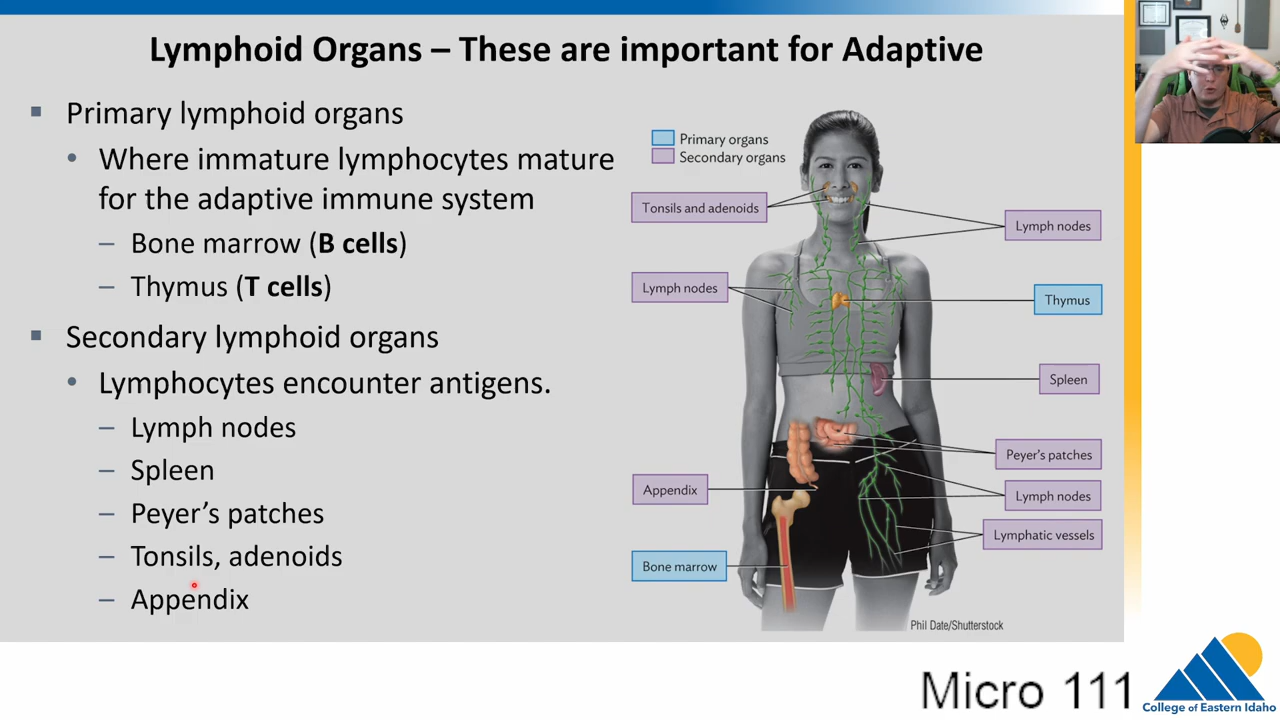 Lymphoid Organs – These are important for Adaptive
Primary lymphoid organs
Where immature lymphocytes mature
for the adaptive immune system
– Bone marrow (B cells)
– Thymus (T cells)
Secondary lymphoid organs
Lymphocytes encounter antigens.
– Lymph nodes
– Spleen
– Peyer’s patches
– Tonsils, adenoids
– Appendix
Primary organs
Secondary organs
Tonsils and adenoids
Lymph nodes
Lymph nodes
Thymus
Spleen
Peyer's patches
Appendix
Lymph nodes
Lymphatic vessels
Bone marrow
Phil Date/Shutterstock
Micro 111
College of Eastern Idaho